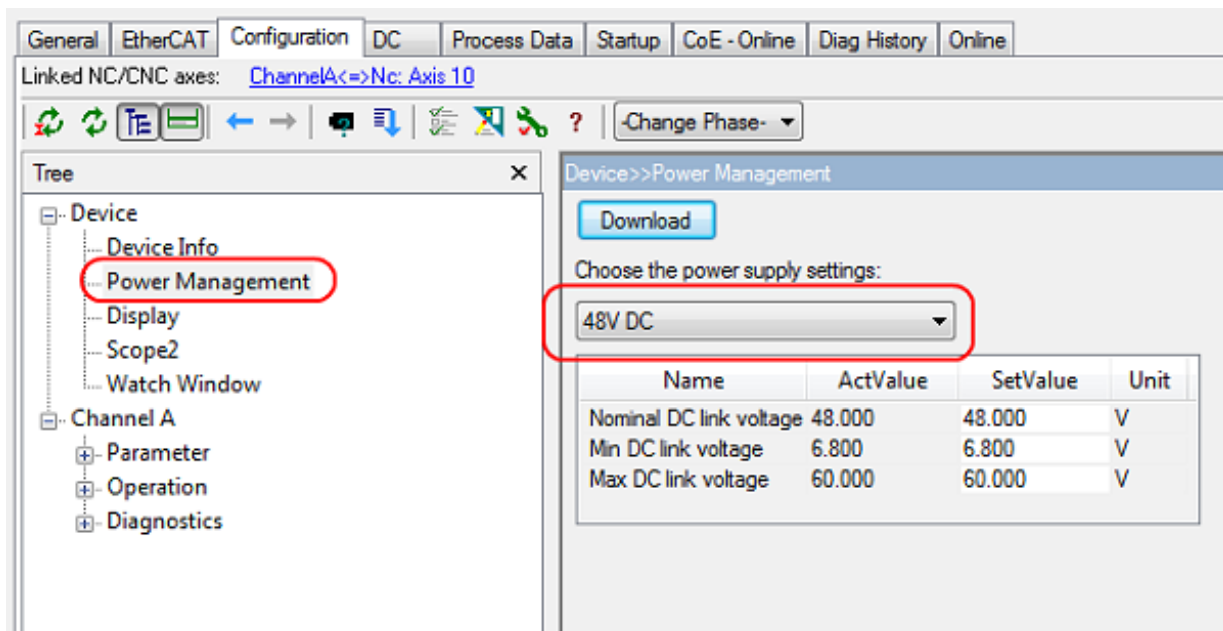 General EtherCAT Configuration DC Process Data Startup CoE - Online Diag History Online
Linked NC/CNC axes: ChannelA<=>Nc: Axis 10
TE ? -Change Phase-
Tree x
Device
Device Info
Power Management
Display
Scope2
Watch Window
Channel A
Parameter
Operation
Diagnostics
Device>>Power Management
Download
Choose the power supply settings:
48V DC
Name ActValue SetValue Unit
Nominal DC link voltage 48.000 48.000 V
Min DC link voltage 6.800 6.800 V
Max DC link voltage 60.000 60.000 V